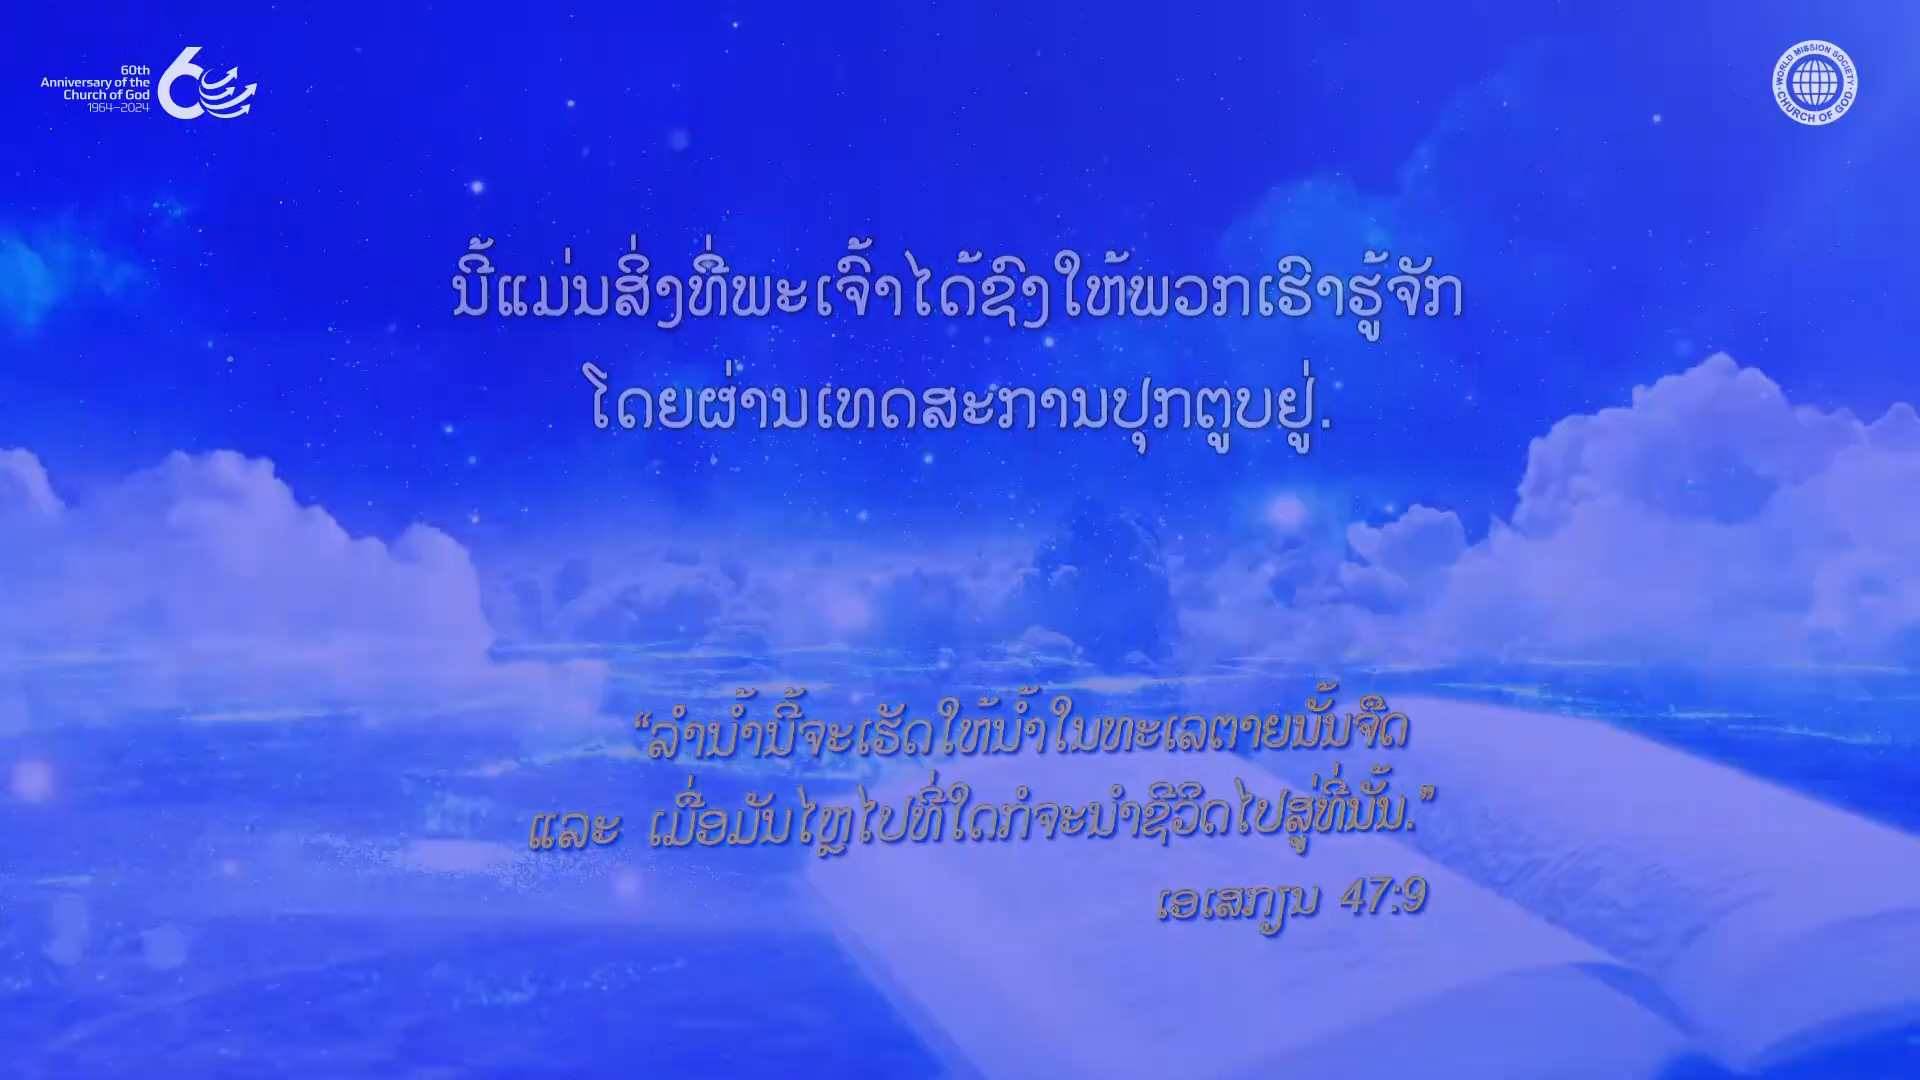 60th
Anniversary of the
Church of God
1964–2024
WORLD MISSION SOCIETY
CHURCH OF GOD
ນີ້ແມ່ນສິ່ງທີ່ພະເຈົ້າໄດ້ຊົງໃຫ້ພວກເຮົາຮູ້ຈັກ
ໂດຍຜ່ານເທດສະການປຸກຕູບຢູ່.
“ລຳນ້ຳນີ້ຈະເຮັດໃຫ້ນ້ຳໃນທະເລຕາຍນັ້ນຈືດ
ແລະ ເມື່ອມັນໄຫຼໄປທີ່ໃດກໍຈະນຳຊີວິດໄປສູ່ທີ່ນັ້ນ.”
ເອເສກຽນ 47:9